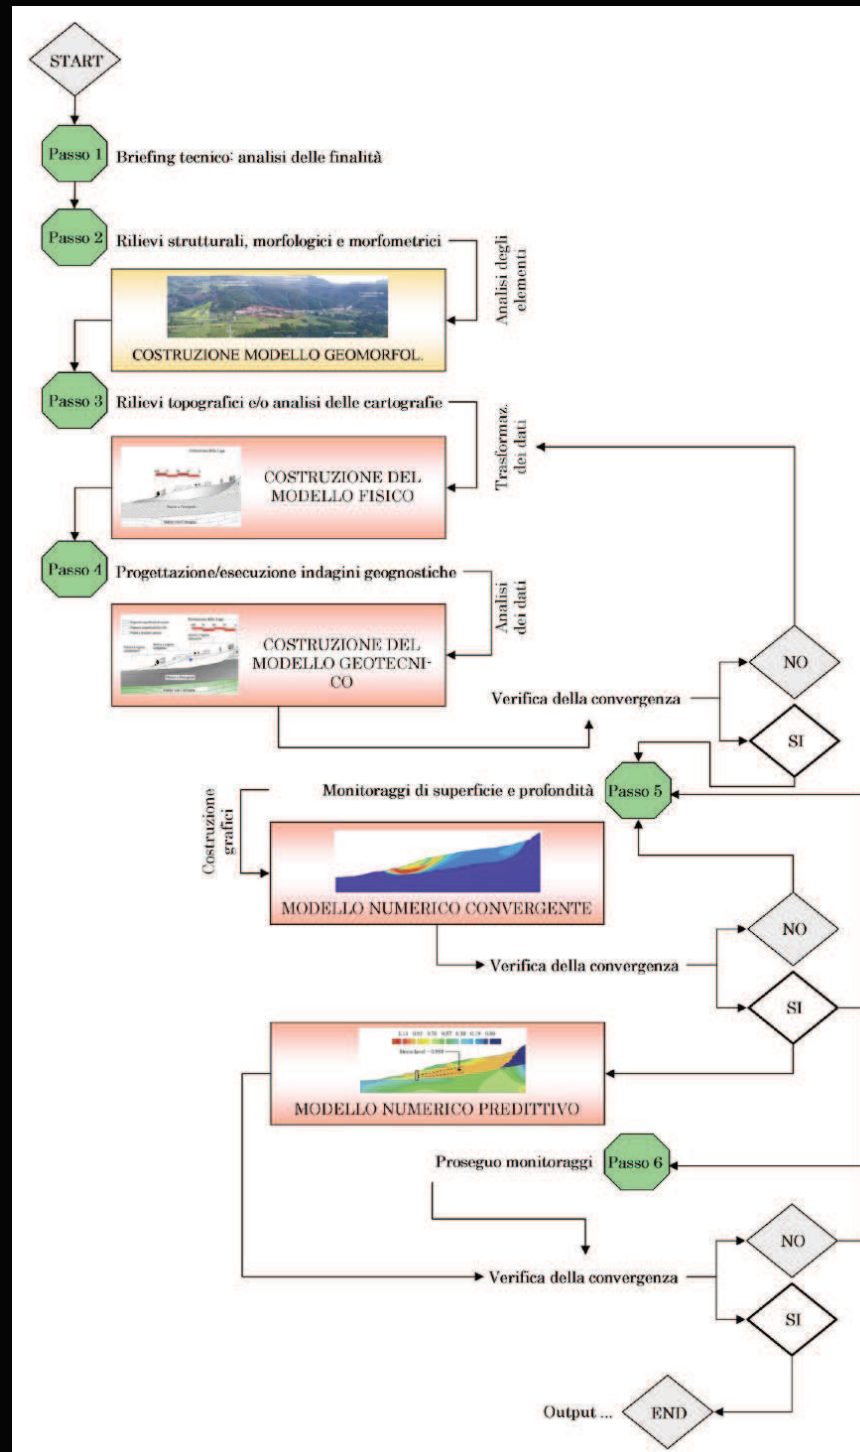 START
Passo 1
Briefing tecnico: analisi delle finalità
Passo 2
Rilievi strutturali, morfologici e morfometrici
Analisi degli
elementi
COSTRUZIONE MODELLO GEOMORFOL.
Passo 3
Rilievi topografici e/o analisi delle cartografie
Trasformaz.
dei dati
COSTRUZIONE DEL
MODELLO FISICO
Passo 4
Progettazione/esecuzione indagini geognostiche
Analisi
dei dati
COSTRUZIONE DEL
MODELLO GEOTECNI-
CO
Verifica della convergenza
NO
SI
Monitoraggi di superficie e profondità
Passo 5
Costruzione
grafici
MODELLO NUMERICO CONVERGENTE
Verifica della convergenza
NO
SI
MODELLO NUMERICO PREDITTIVO
Proseguo monitoraggi
Passo 6
Verifica della convergenza
NO
SI
Output ...
END